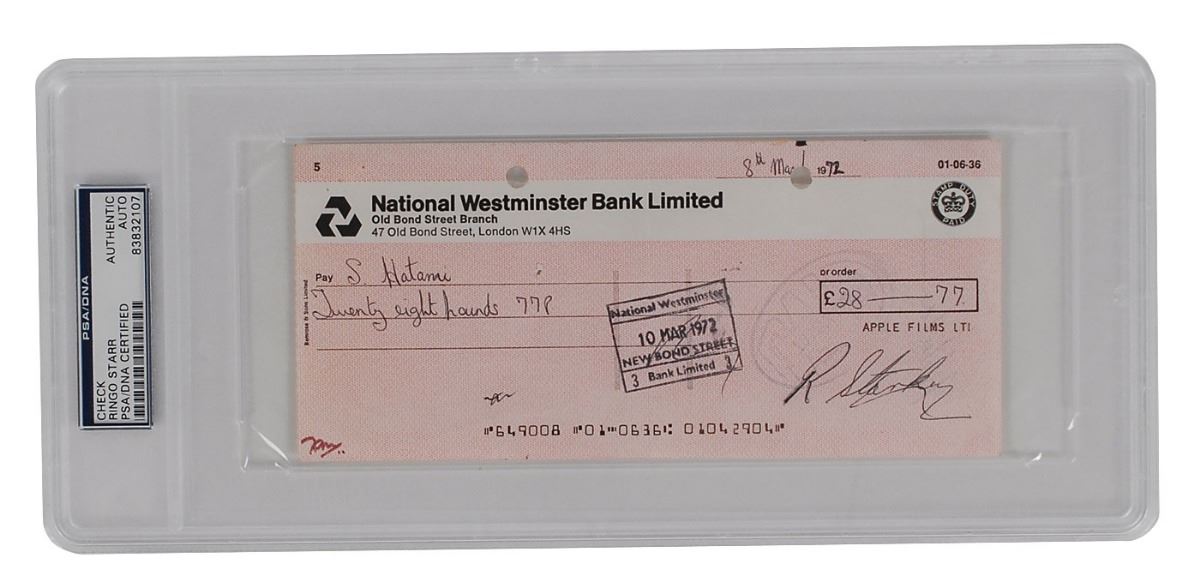 PSA/DNA
CHECK
RINGO STARR
PSA/DNA CERTIFIED
AUTHENTIC
AUTO
83832107
5
8th Ma 1972
01-06-36
National Westminster Bank Limited
Old Bond Street Branch
47 Old Bond Street, London W1X 4HS
STAMP DUTY
PAID
Pay S. Hatami
or order
Twenty eight pounds 77P
£28 — 77
APPLE FILMS LT
National Westminster
10 MAR 1972
NEW BOND STREET
3 Bank Limited 3
R Starkey
⑈649008 ⑈01⑉0636⑆ 01042904⑈